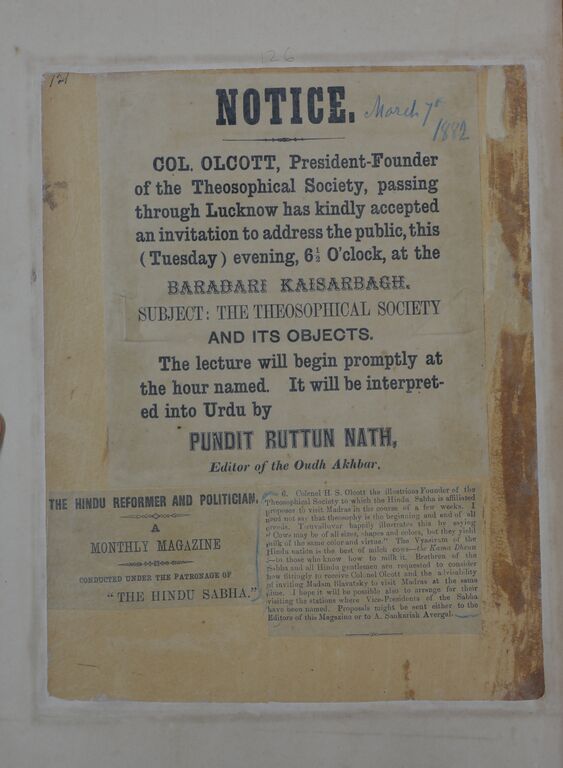 126
121
NOTICE.
March 7th
1882
COL. OLCOTT, President-Founder
of the Theosophical Society, passing
through Lucknow has kindly accepted
an invitation to address the public, this
(Tuesday) evening, 6½ O'clock, at the
BARADARI KAISARBAGH.
SUBJECT: THE THEOSOPHICAL SOCIETY
AND ITS OBJECTS.
The lecture will begin promptly at
the hour named. It will be interpret-
ed into Urdu by
PUNDIT RUTTUN NATH,
Editor of the Oudh Akhbar.
THE HINDU REFORMER AND POLITICIAN.
A
MONTHLY MAGAZINE
CONDUCTED UNDER THE PATRONAGE OF
"THE HINDU SABHA."
6. Colonel H. S. Olcott the illustrious Founder of the
Theosophical Society to which the Hindu Sabha is affiliated
proposes to visit Madras in the course of a few weeks. I
need not say that theosophy is the beginning and end of all
creeds. Teruvalluvar happily illustrates this by saying
"Cows may be of all sizes, shapes and colors, but they yield
milk of the same color and virtue." The Vyasiram of the
Hindu nation is the best of milch cows—the Kama Dhenu
:—to those who know how to milk it. Brethren of the
Sabha and all Hindu gentlemen are requested to consider
how fittingly to receive Colonel Olcott and the advisability
of inviting Madam Blavatsky to visit Madras at the same
time. I hope it will be possible also to arrange for their
visiting the stations where Vice-Presidents of the Sabha
have been named. Proposals might be sent either to the
Editors of this Magazine or to A. Sankariah Avergal.